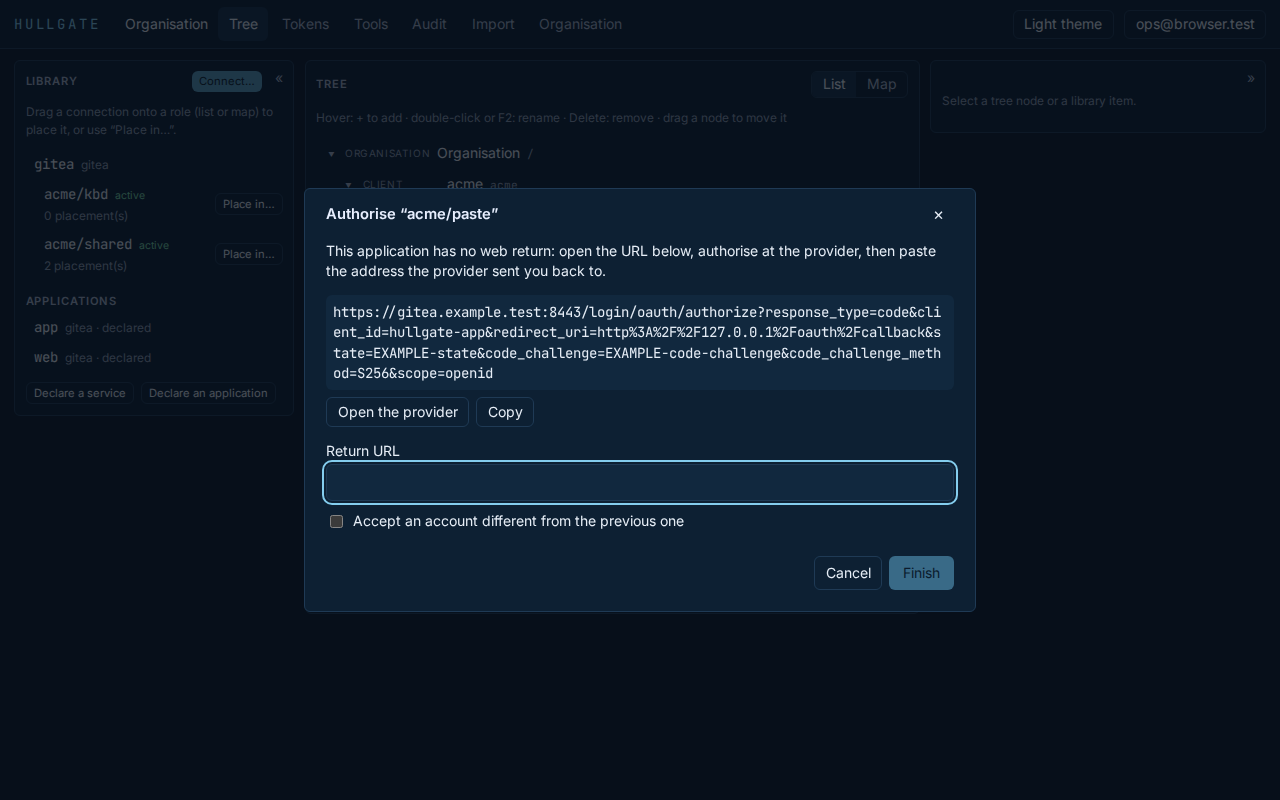 HULLGATE Organisation Tree Tokens Tools Audit Import Organisation Light theme ops@browser.test
LIBRARY Connect... «
Drag a connection onto a role (list or map) to
place it, or use “Place in...”.
gitea gitea
acme/kbd active
0 placement(s)
Place in...
acme/shared active
2 placement(s)
Place in...
APPLICATIONS
app gitea · declared
web gitea · declared
Declare a service Declare an application
TREE List Map
Hover: + to add · double-click or F2: rename · Delete: remove · drag a node to move it
▾ ORGANISATION Organisation /
▾ CLIENT acme acme
»
Select a tree node or a library item.
Authorise “acme/paste” ×
This application has no web return: open the URL below, authorise at the provider, then paste
the address the provider sent you back to.
https://gitea.example.test:8443/login/oauth/authorize?response_type=code&cli
ent_id=hullgate-app&redirect_uri=http%3A%2F%2F127.0.0.1%2Foauth%2Fcallback&s
tate=EXAMPLE-state&code_challenge=EXAMPLE-code-challenge&code_challenge_meth
od=S256&scope=openid
Open the provider Copy
Return URL
Accept an account different from the previous one
Cancel Finish